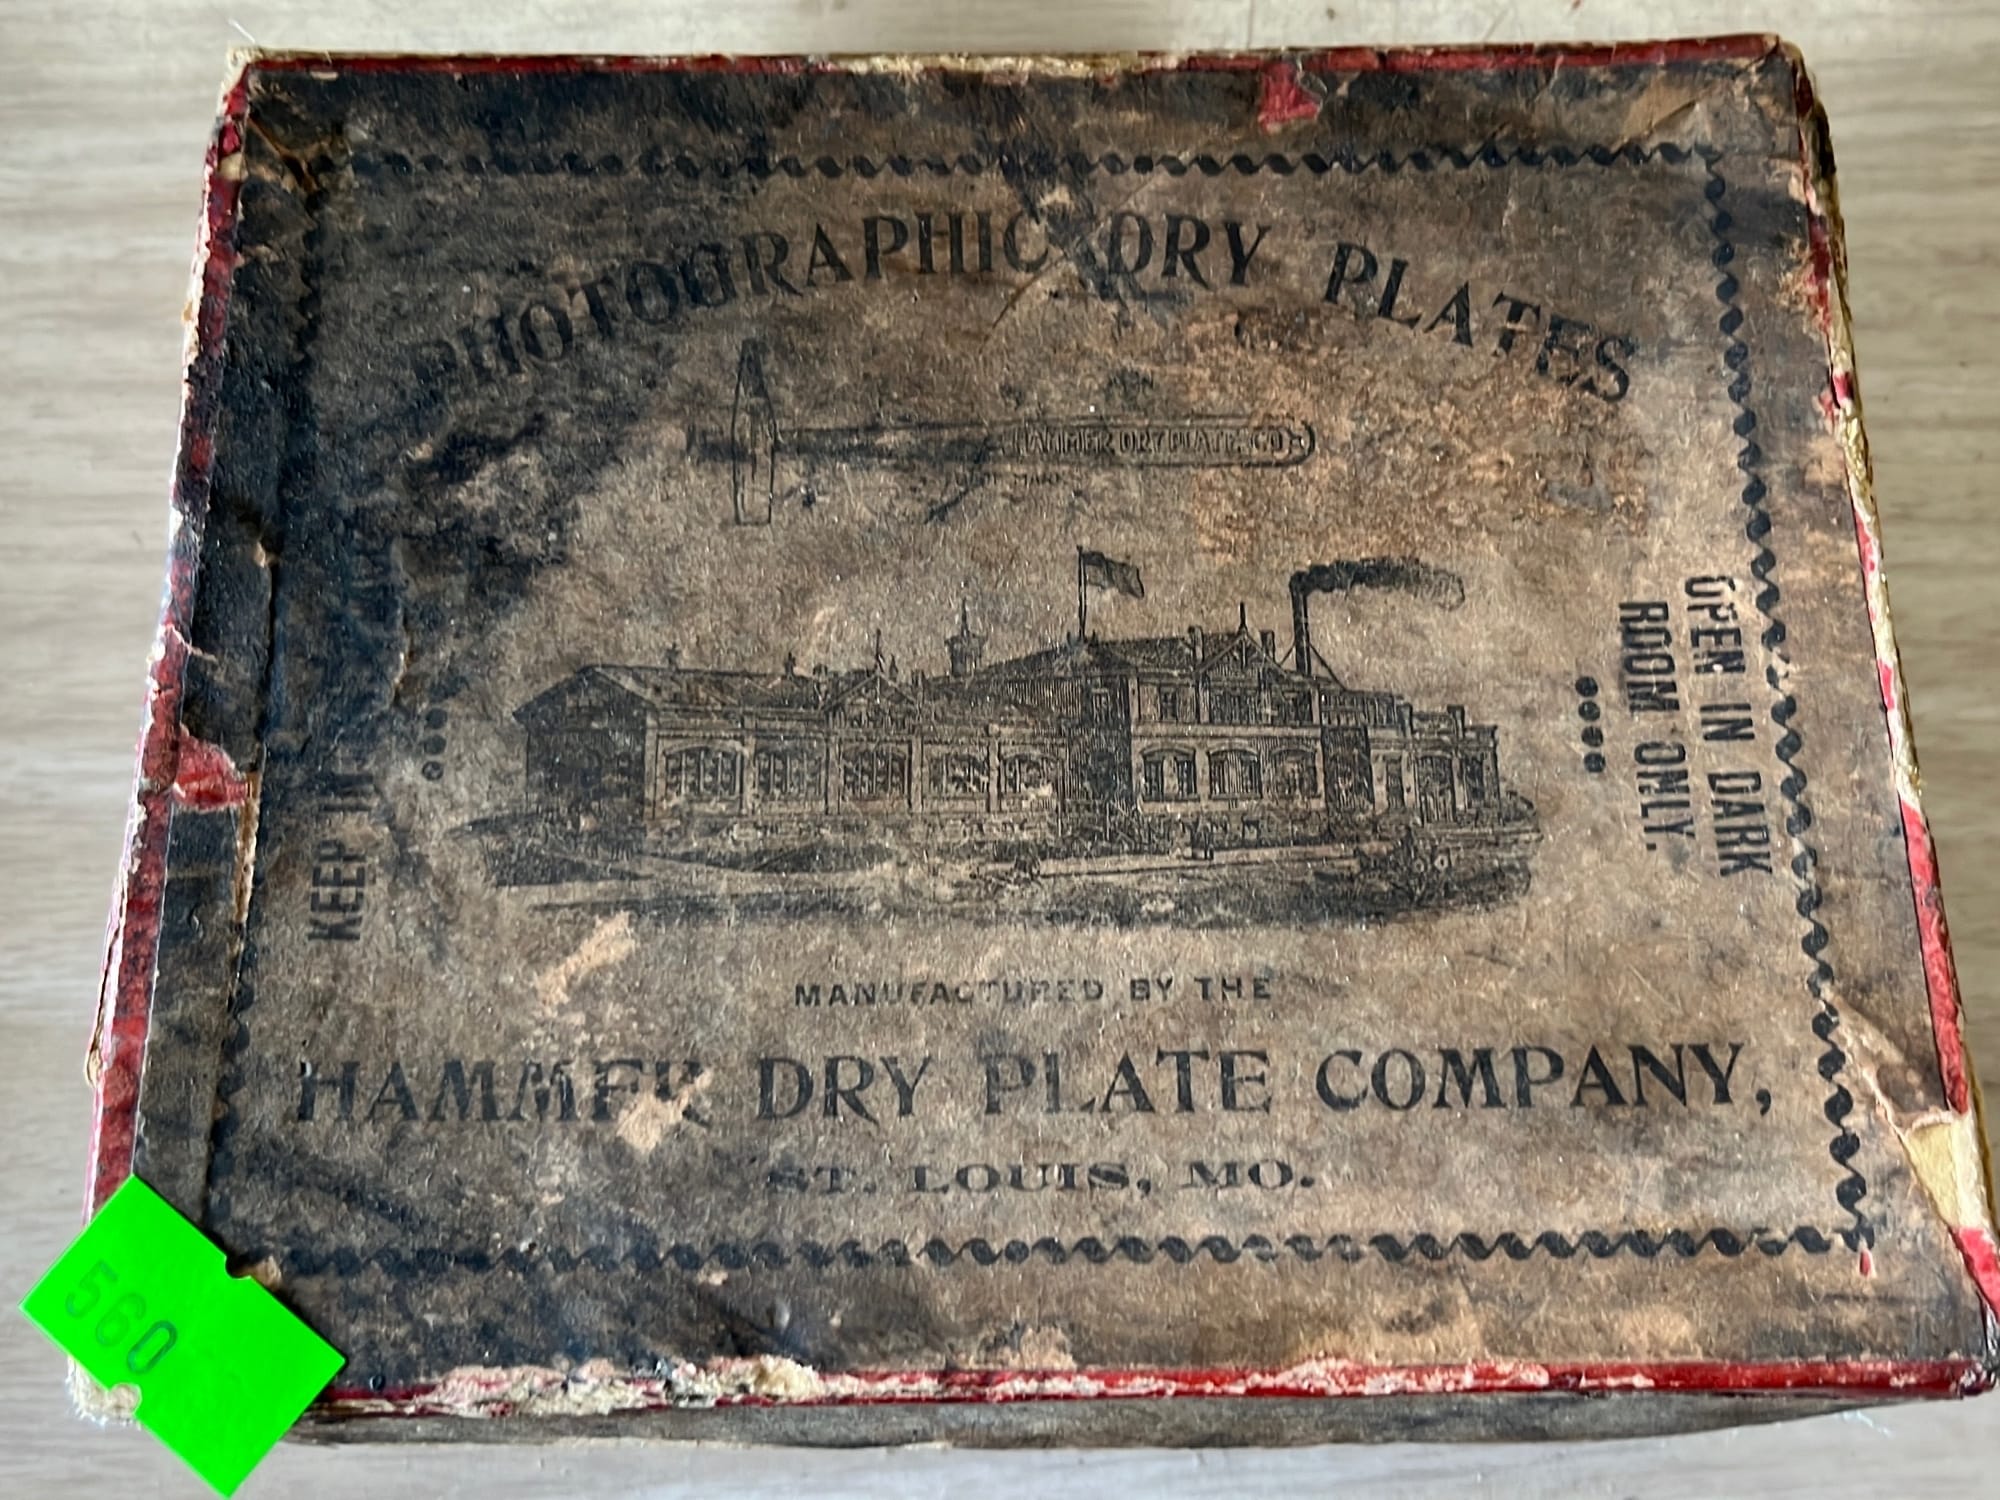 PHOTOGRAPHIC DRY PLATES
HAMMER DRY PLATE CO
MARK
KEEP IN
OPEN IN DARK
ROOM ONLY.
MANUFACTURED BY THE
HAMMER DRY PLATE COMPANY,
ST. LOUIS, MO.
560